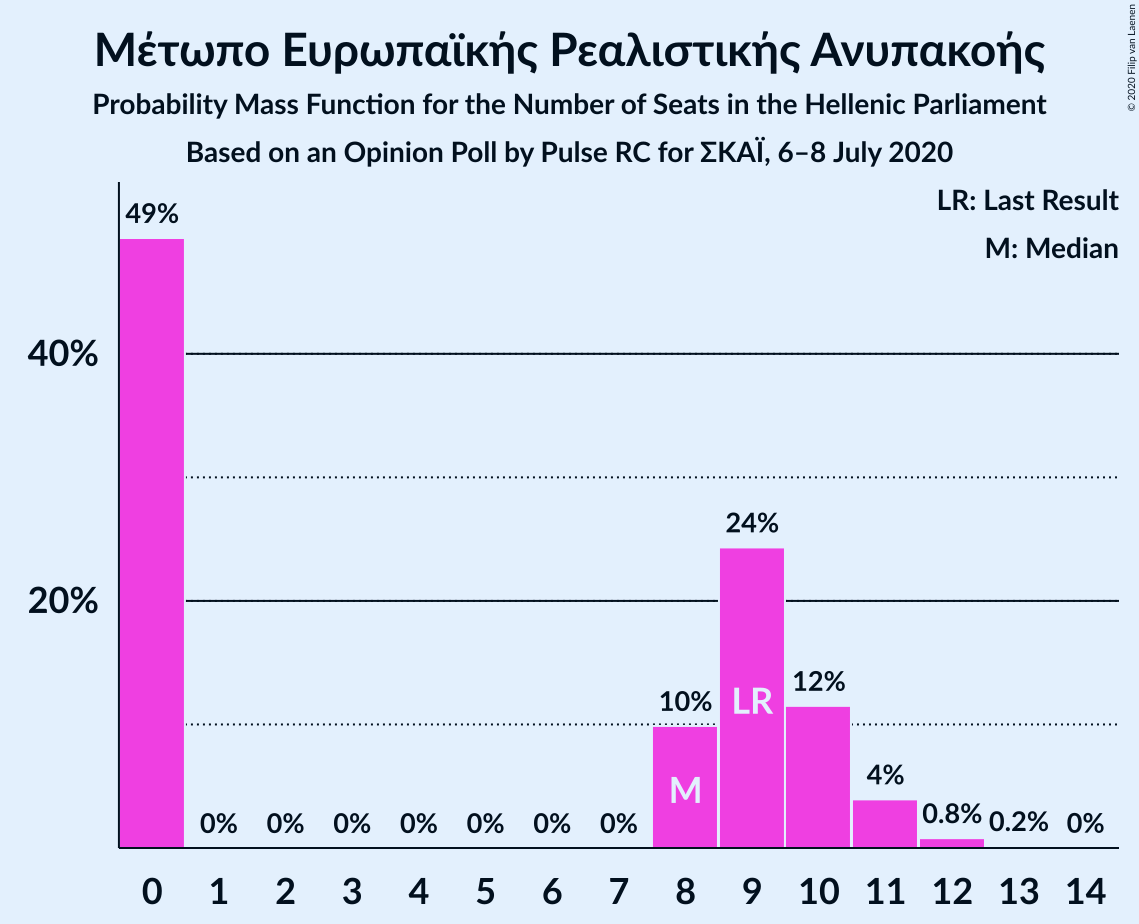 Μέτωπο Ευρωπαϊκής Ρεαλιστικής Ανυπακοής
Probability Mass Function for the Number of Seats in the Hellenic Parliament
Based on an Opinion Poll by Pulse RC for ΣΚΑΪ, 6–8 July 2020
© 2020 Filip van Laenen
LR: Last Result
M: Median
49%
40%
24%
20%
10%
LR
12%
M
4%
0% 0% 0% 0% 0% 0% 0% 0.8% 0.2% 0%
0 1 2 3 4 5 6 7 8 9 10 11 12 13 14